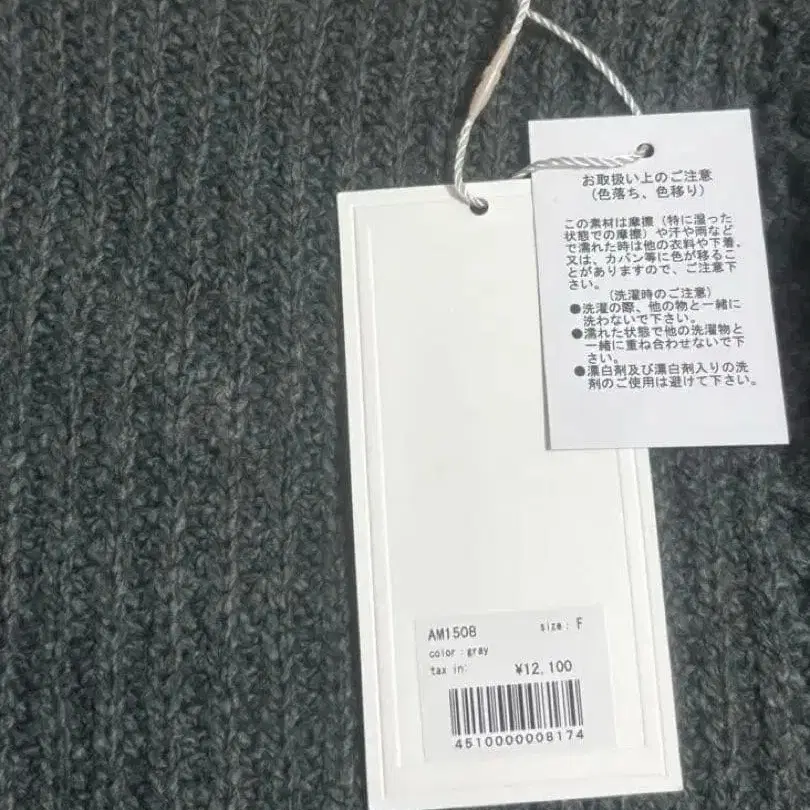 お取扱い上のご注意
(色落ち、色移り)
この素材は摩擦(特に湿った
状態での摩擦)や汗や雨など
で濡れた時は他の衣料や下着、
又は、カバン等に色が移るこ
とがありますので、ご注意下
さい。
(洗濯時のご注意)
●洗濯の際、他の物と一緒に
洗わないで下さい。
●濡れた状態で他の洗濯物と
一緒に重ね合わせないで下
さい。
●漂白剤及び漂白剤入りの洗
剤のご使用は避けて下さい。
AM1508 size: F
color:gray
tax in: ¥12,100
4510000008174